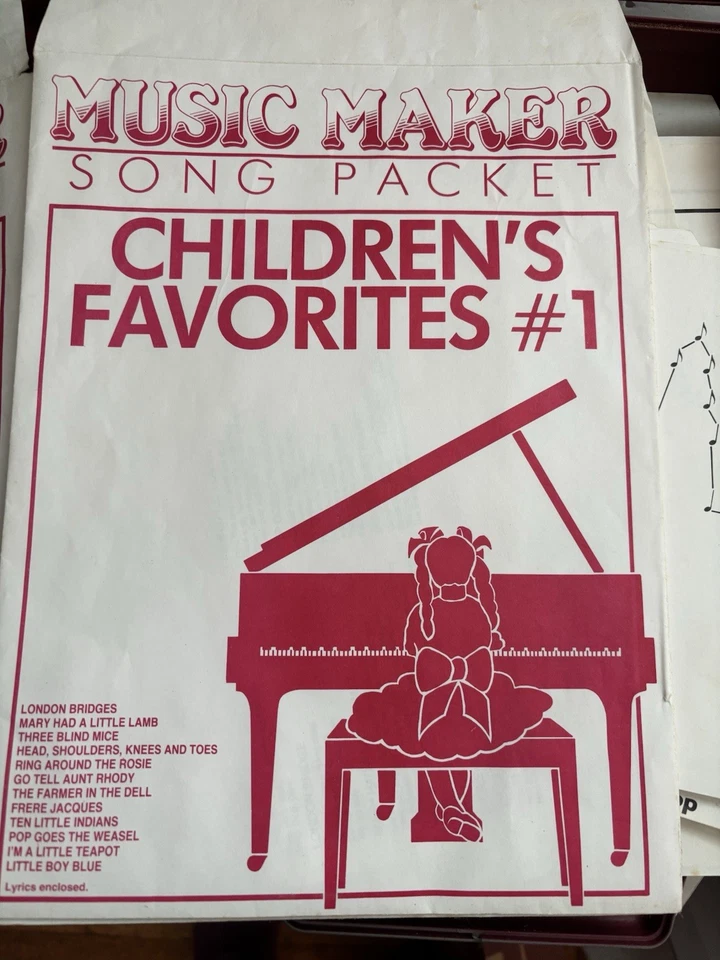 MUSIC MAKER
SONG PACKET
CHILDREN'S
FAVORITES #1
LONDON BRIDGES
MARY HAD A LITTLE LAMB
THREE BLIND MICE
HEAD, SHOULDERS, KNEES AND TOES
RING AROUND THE ROSIE
GO TELL AUNT RHODY
THE FARMER IN THE DELL
FRERE JACQUES
TEN LITTLE INDIANS
POP GOES THE WEASEL
I'M A LITTLE TEAPOT
LITTLE BOY BLUE
Lyrics enclosed.